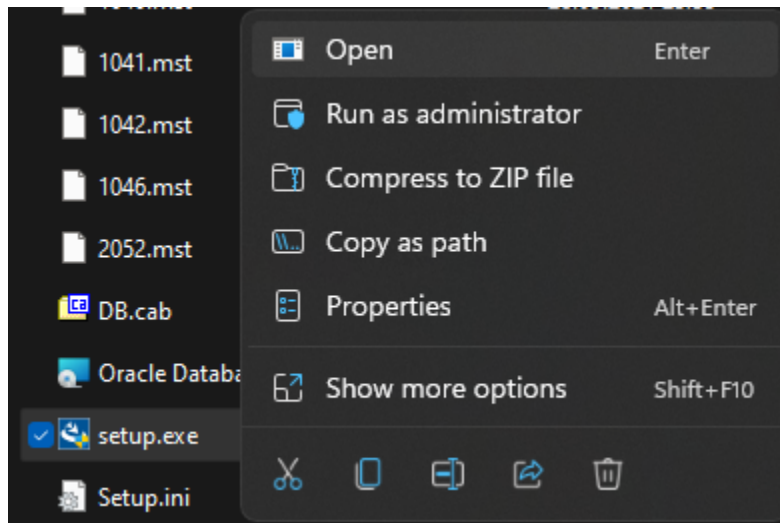 1041.mst
1042.mst
1046.mst
2052.mst
DB.cab
Oracle Databa
setup.exe
Setup.ini
Open Enter
Run as administrator
Compress to ZIP file
Copy as path
Properties Alt+Enter
Show more options Shift+F10